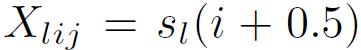 X_{lij} = s_l(i + 0.5)